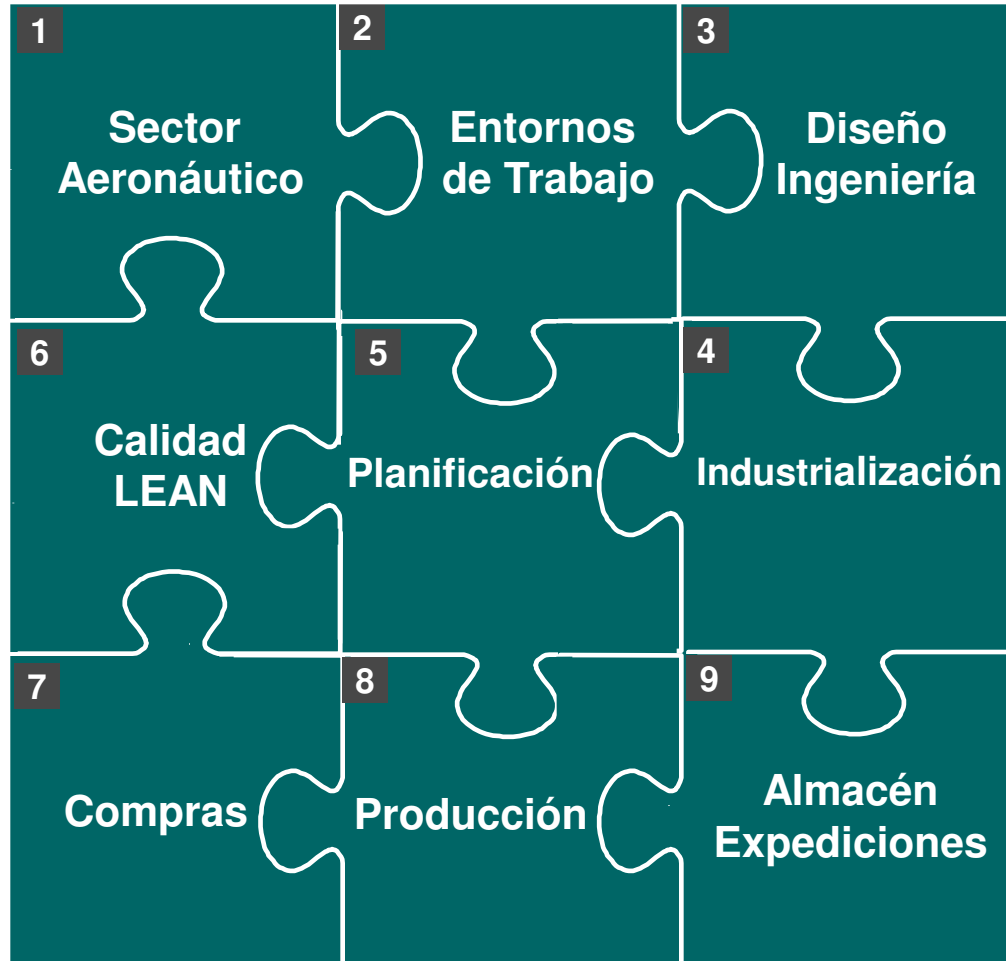 1
Sector
Aeronáutico
2
Entornos
de Trabajo
3
Diseño
Ingeniería
6
Calidad
LEAN
5
Planificación
4
Industrialización
7
Compras
8
Producción
9
Almacén
Expediciones